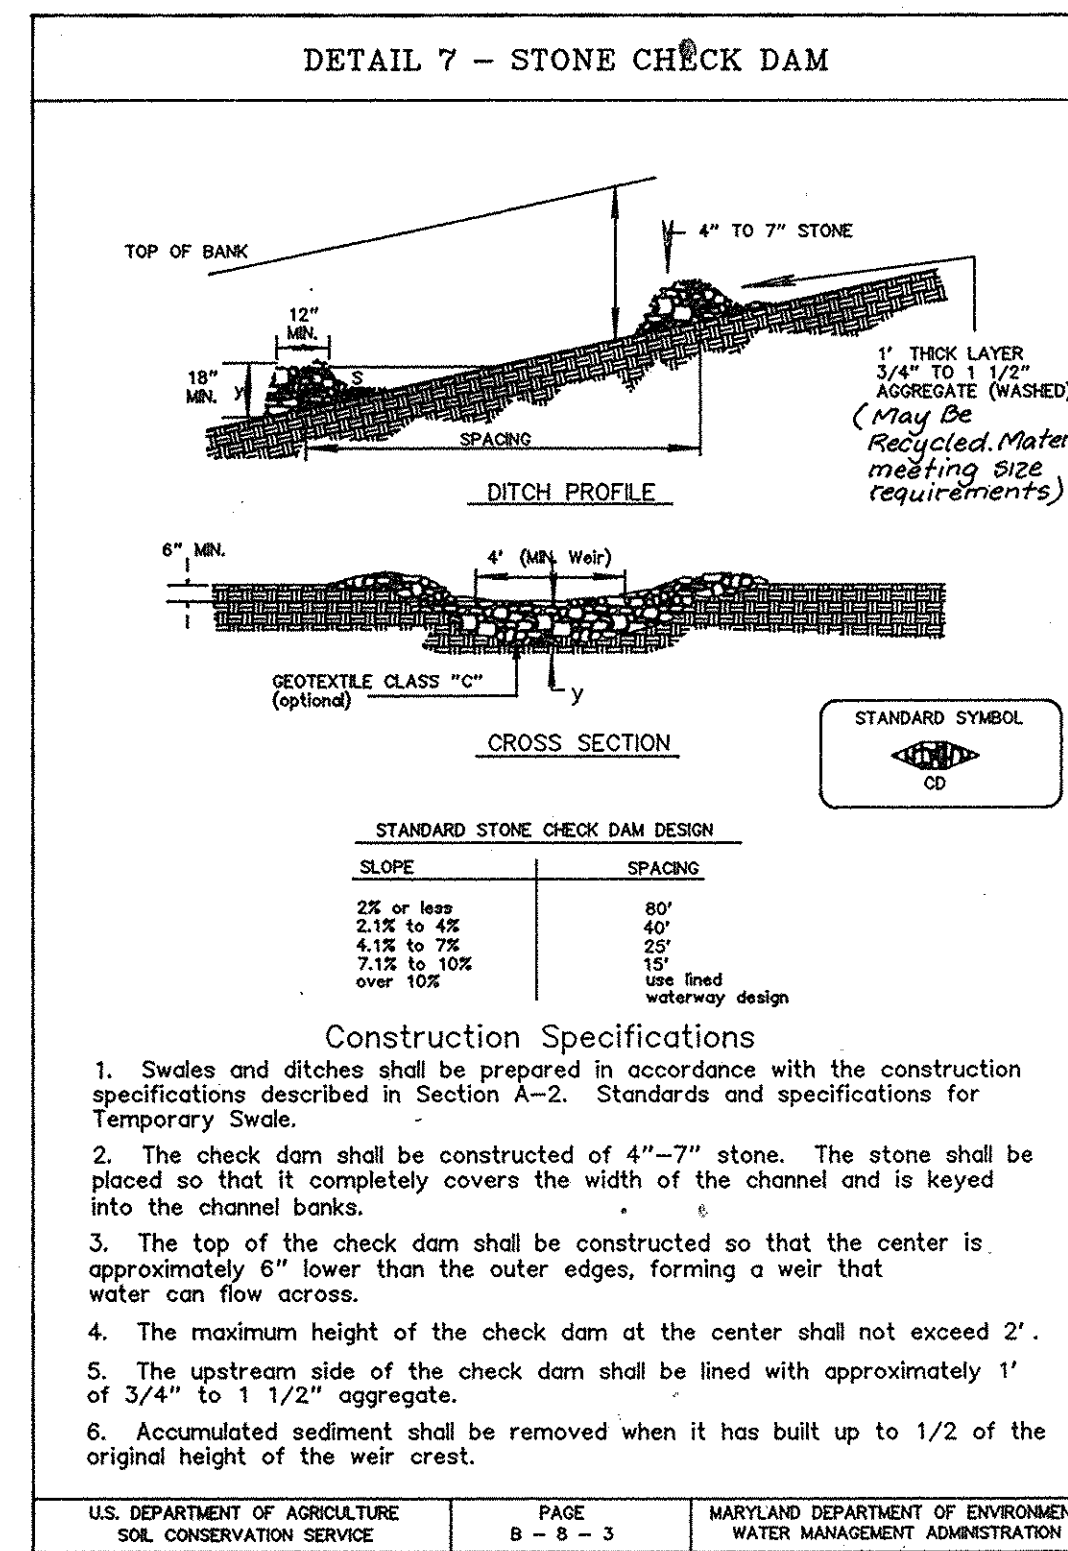 DETAIL 7 – STONE CHECK DAM
TOP OF BANK
4" TO 7" STONE
12"
MIN.
18"
MIN.
y
S
1' THICK LAYER
3/4" TO 1 1/2"
AGGREGATE (WASHED)
(May Be
Recycled. Mater
meeting size
requirements)
SPACING
DITCH PROFILE
6" MIN.
4' (MIN. Weir)
GEOTEXTILE CLASS "C"
(optional)
y
CROSS SECTION
STANDARD SYMBOL
CD
STANDARD STONE CHECK DAM DESIGN
SLOPE SPACING
2% or less 80'
2.1% to 4% 40'
4.1% to 7% 25'
7.1% to 10% 15'
over 10% use lined
waterway design
Construction Specifications
1. Swales and ditches shall be prepared in accordance with the construction
specifications described in Section A–2. Standards and specifications for
Temporary Swale.
2. The check dam shall be constructed of 4"–7" stone. The stone shall be
placed so that it completely covers the width of the channel and is keyed
into the channel banks.
3. The top of the check dam shall be constructed so that the center is
approximately 6" lower than the outer edges, forming a weir that
water can flow across.
4. The maximum height of the check dam at the center shall not exceed 2'.
5. The upstream side of the check dam shall be lined with approximately 1'
of 3/4" to 1 1/2" aggregate.
6. Accumulated sediment shall be removed when it has built up to 1/2 of the
original height of the weir crest.
U.S. DEPARTMENT OF AGRICULTURE
SOIL CONSERVATION SERVICE
PAGE
B – 8 – 3
MARYLAND DEPARTMENT OF ENVIRONMEN
WATER MANAGEMENT ADMINISTRATION